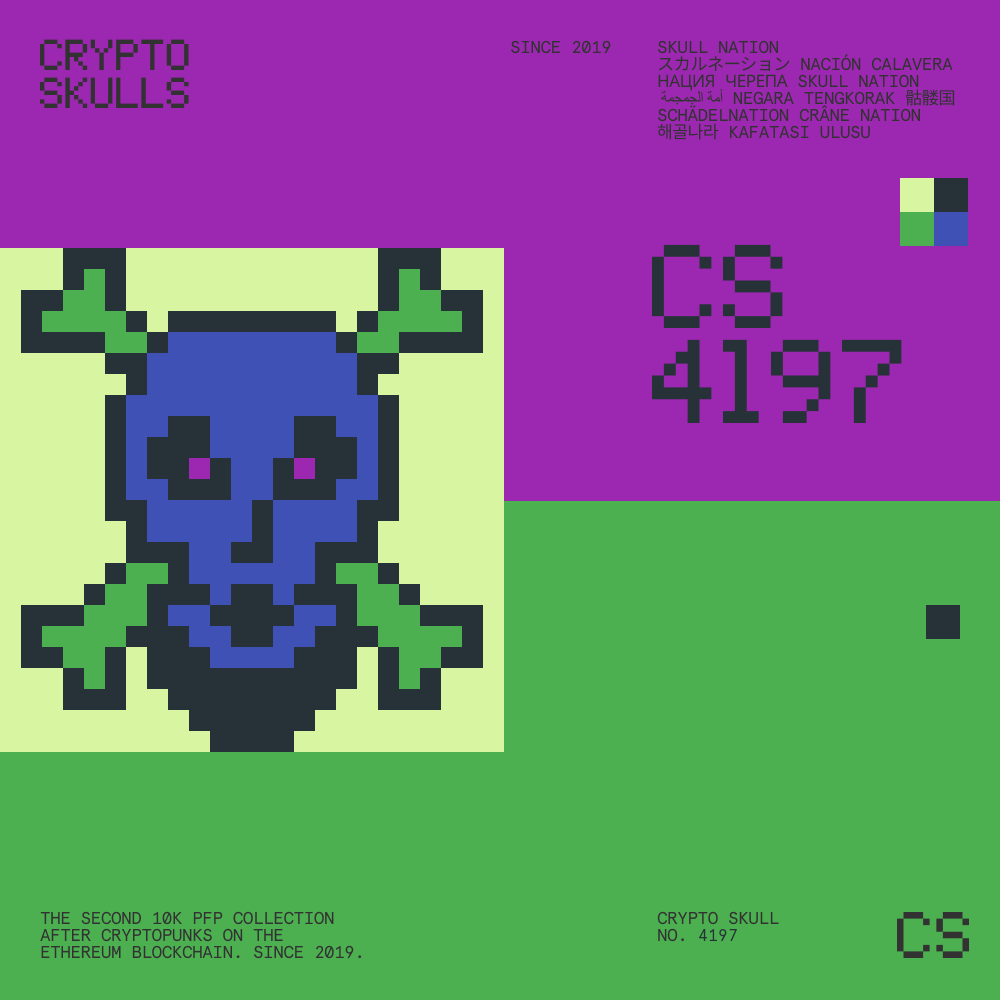 CRYPTO
SKULLS
SINCE 2019
SKULL NATION
スカルネーション NACIÓN CALAVERA
НАЦИЯ ЧЕРЕПА SKULL NATION
أمة الجمجمة NEGARA TENGKORAK 骷髅国
SCHÄDELNATION CRÂNE NATION
해골나라 KAFATASI ULUSU
CS
4197
THE SECOND 10K PFP COLLECTION
AFTER CRYPTOPUNKS ON THE
ETHEREUM BLOCKCHAIN. SINCE 2019.
CRYPTO SKULL
NO. 4197
CS